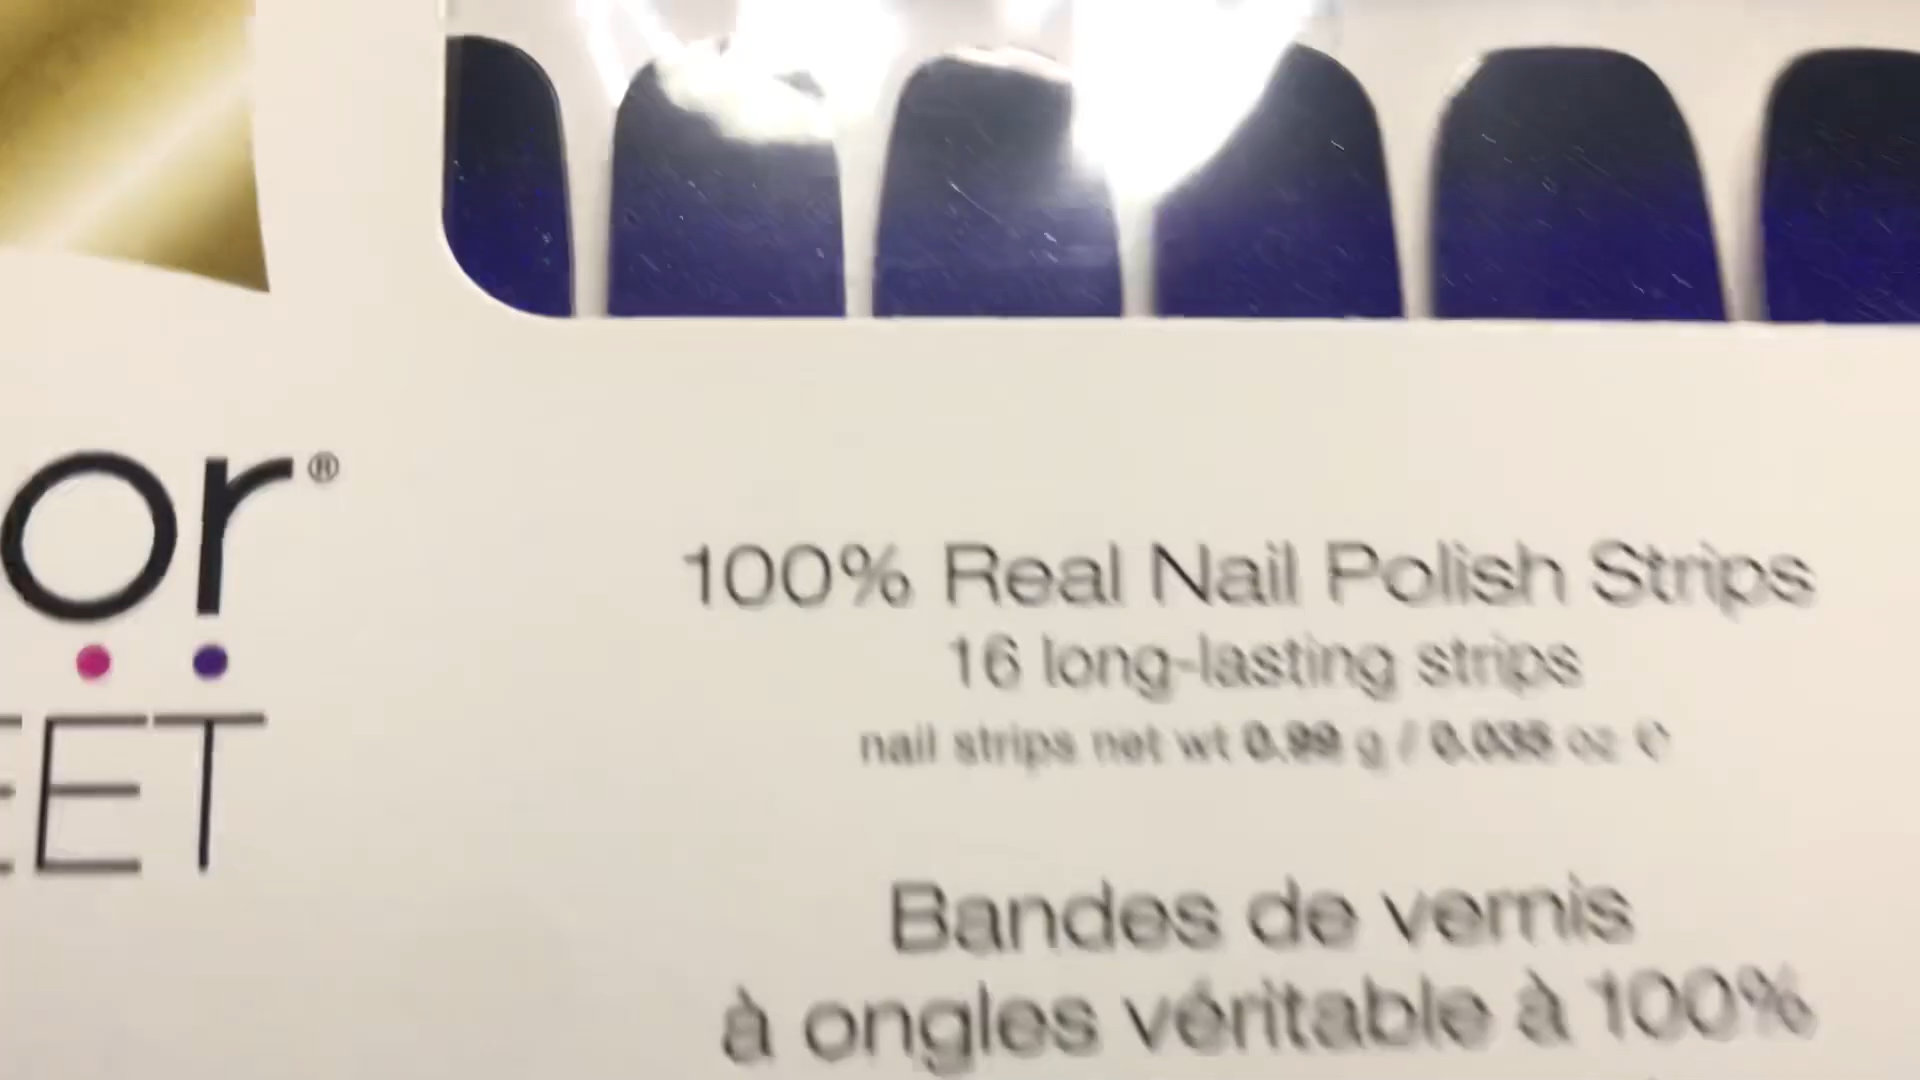 or®
EET
100% Real Nail Polish Strips
16 long-lasting strips
nail strips net wt 0.99 g / 0.035 oz
Bandes de vernis
à ongles véritable à 100%